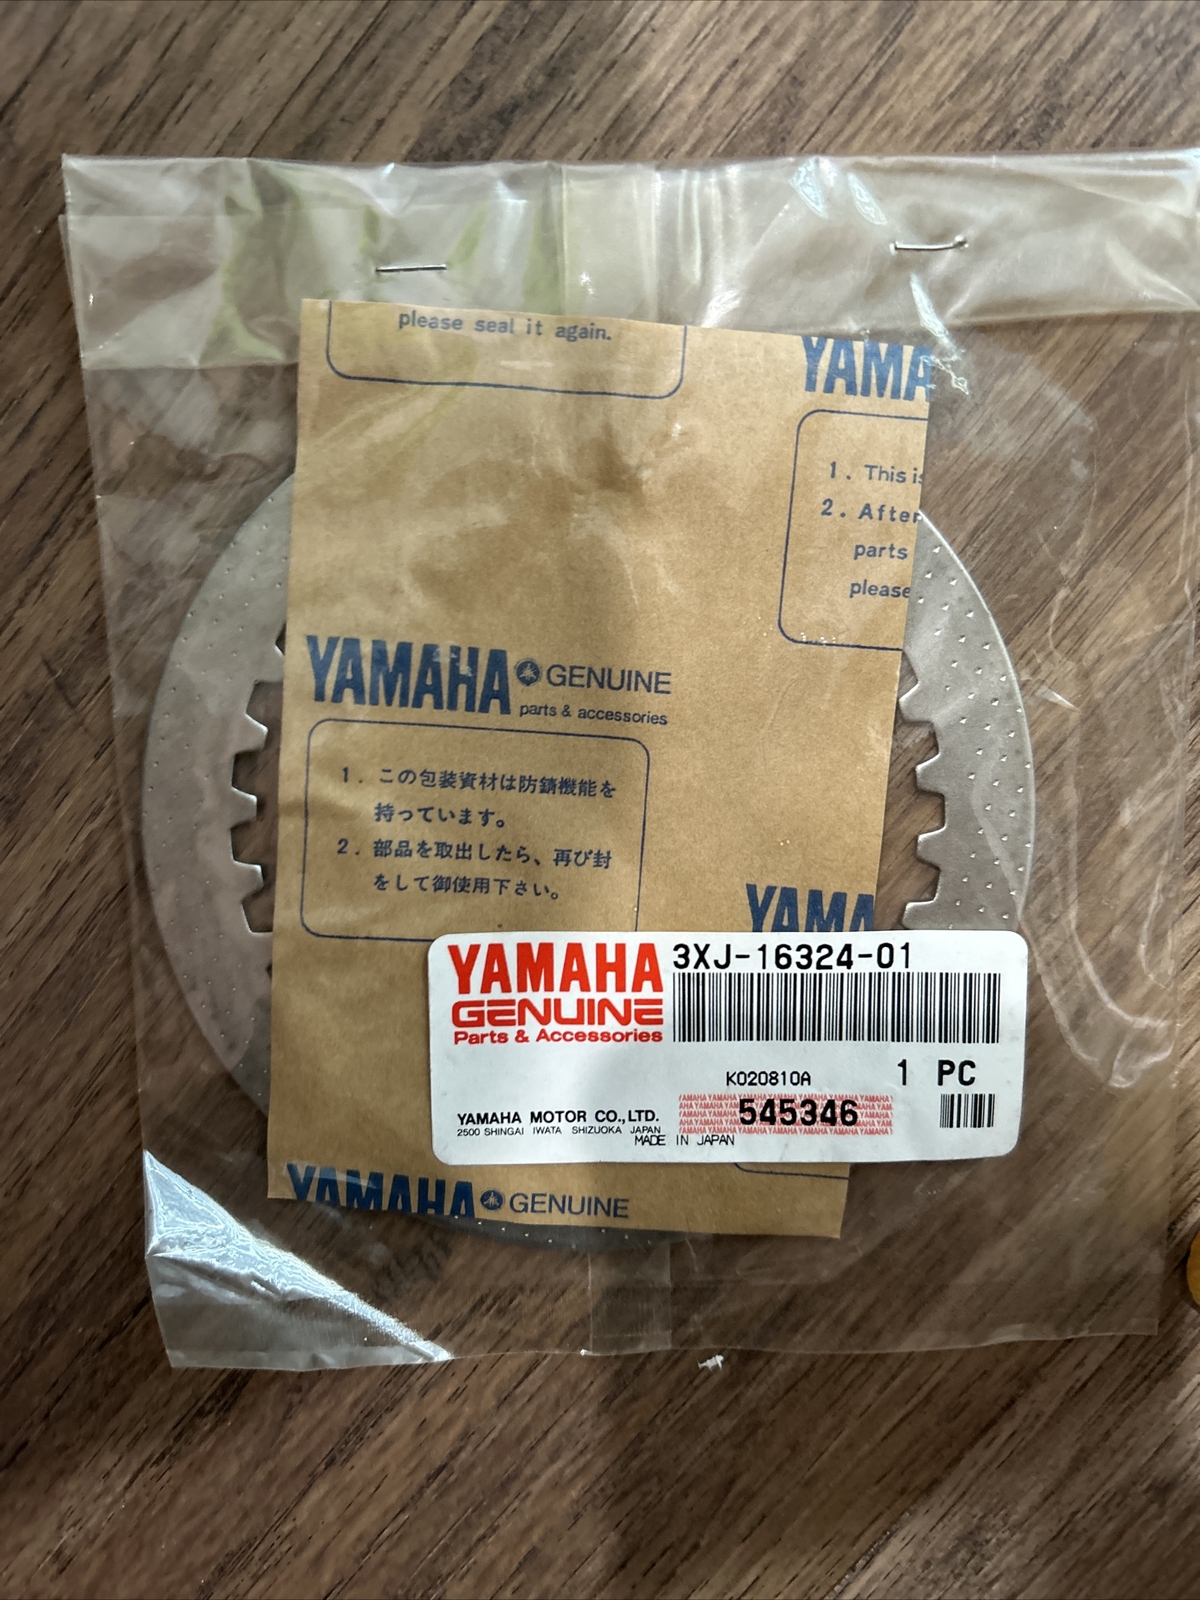 please seal it again.
YAMA
1. This is
2. After
parts
please
YAMAHA GENUINE
parts & accessories
1. この包装資材は防錆機能を
持っています。
2. 部品を取出したら、再び封
をして御使用下さい。
YAMA
YAMAHA 3XJ-16324-01
GENUINE
Parts & Accessories
K020810A 1 PC
YAMAHA MOTOR CO.,LTD. 545346
2500 SHINGAI IWATA SHIZUOKA JAPAN
MADE IN JAPAN
YAMAHA GENUINE